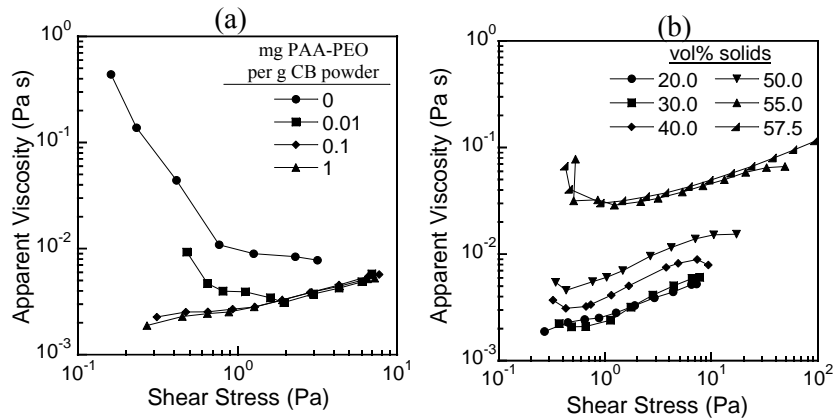 (a)
mg PAA-PEO
per g CB powder
0
0.01
0.1
1
10^0
10^-1
10^-2
10^-3
Apparent Viscosity (Pa s)
10^-1 10^0 10^1
Shear Stress (Pa)
(b)
vol% solids
20.0 50.0
30.0 55.0
40.0 57.5
10^0
10^-1
10^-2
10^-3
Apparent Viscosity (Pa s)
10^-1 10^0 10^1 10^2
Shear Stress (Pa)